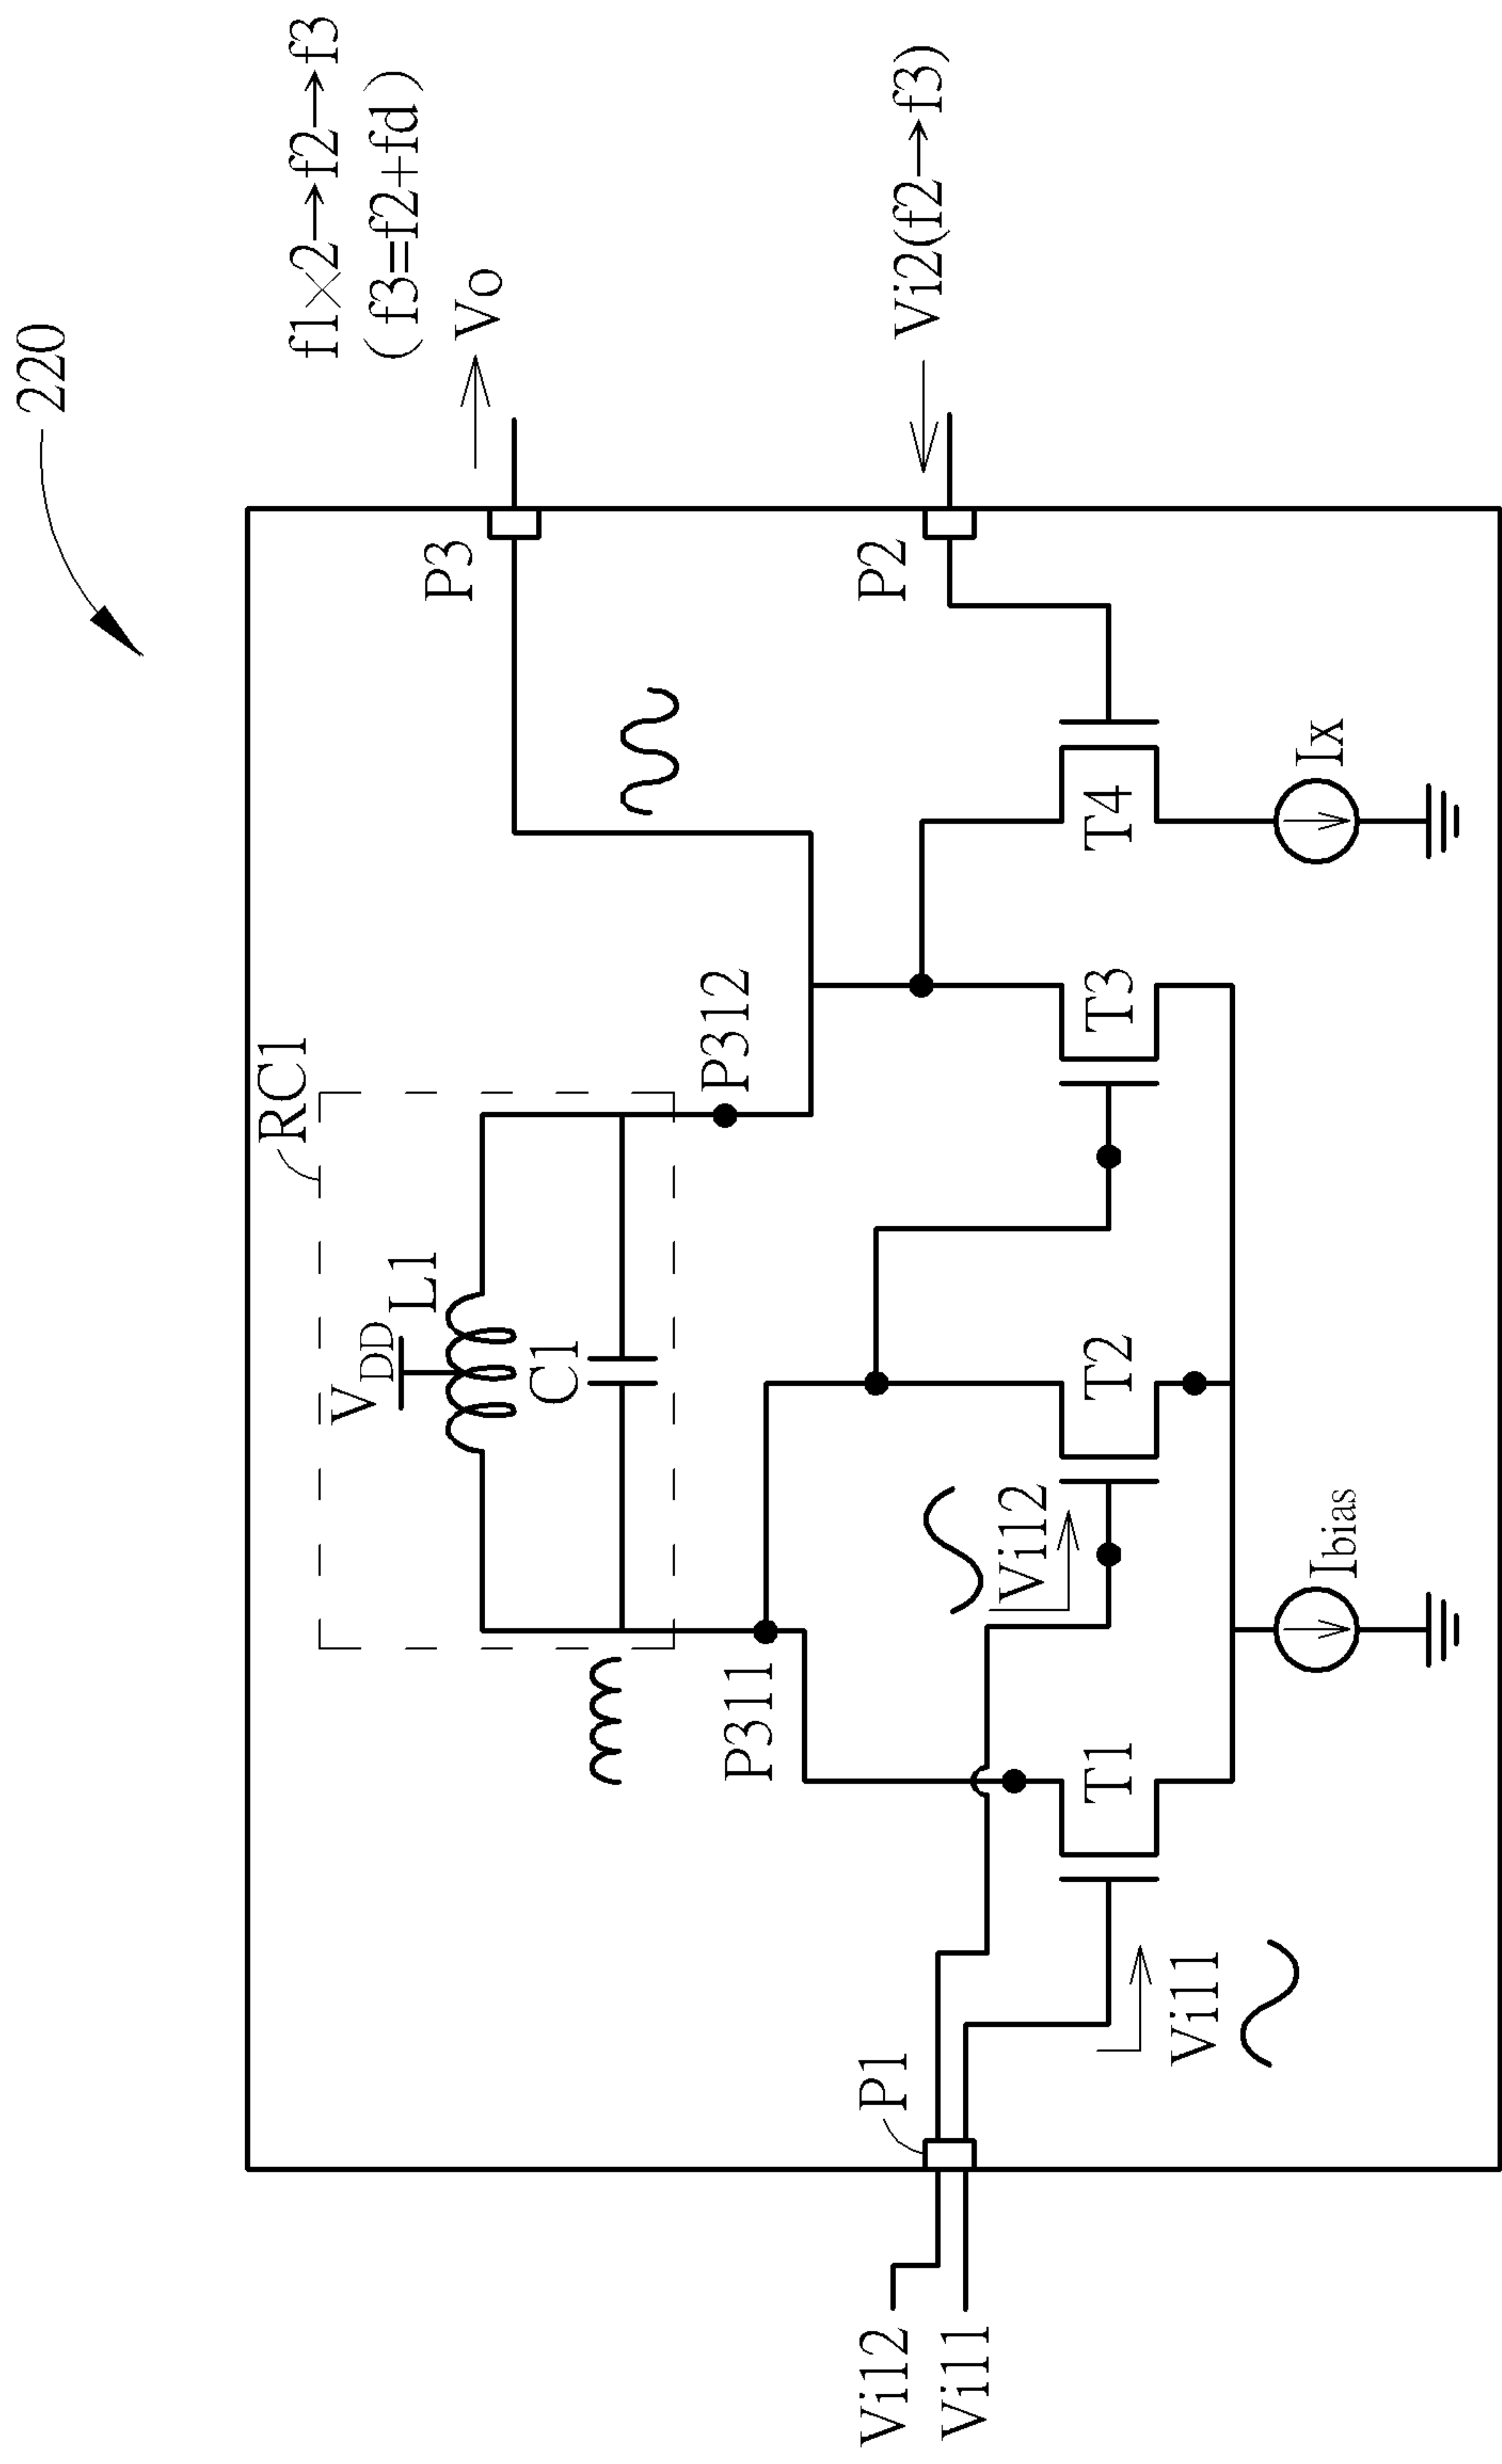 220
f1×2→f2→f3
(f3=f2+fd)
Vo
RC1
VDD
L1
C1
P3
P312
P311
Vi2(f2→f3)
P2
P1
Vi12
Vi11
Vi12
Vi11
T1
T2
T3
T4
Ibias
Ix